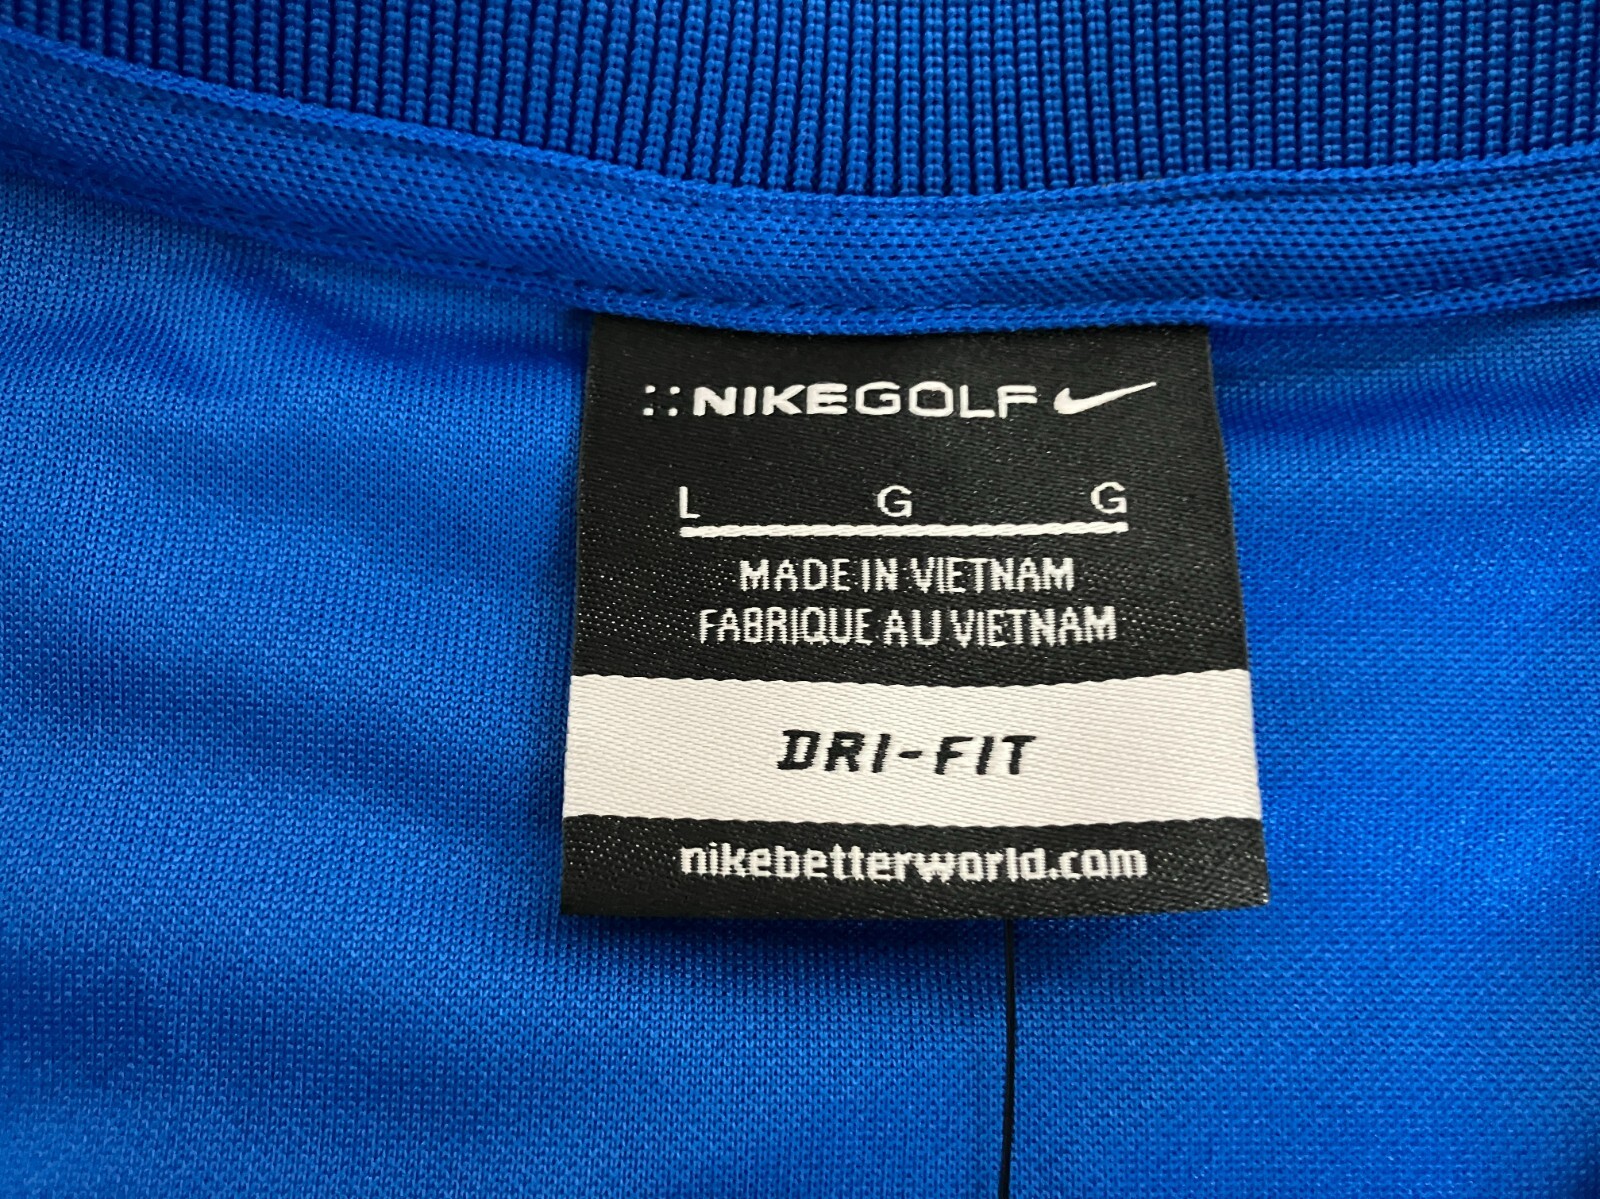 NIKEGOLF
L G G
MADE IN VIETNAM
FABRIQUE AU VIETNAM
DRI-FIT
nikebetterworld.com